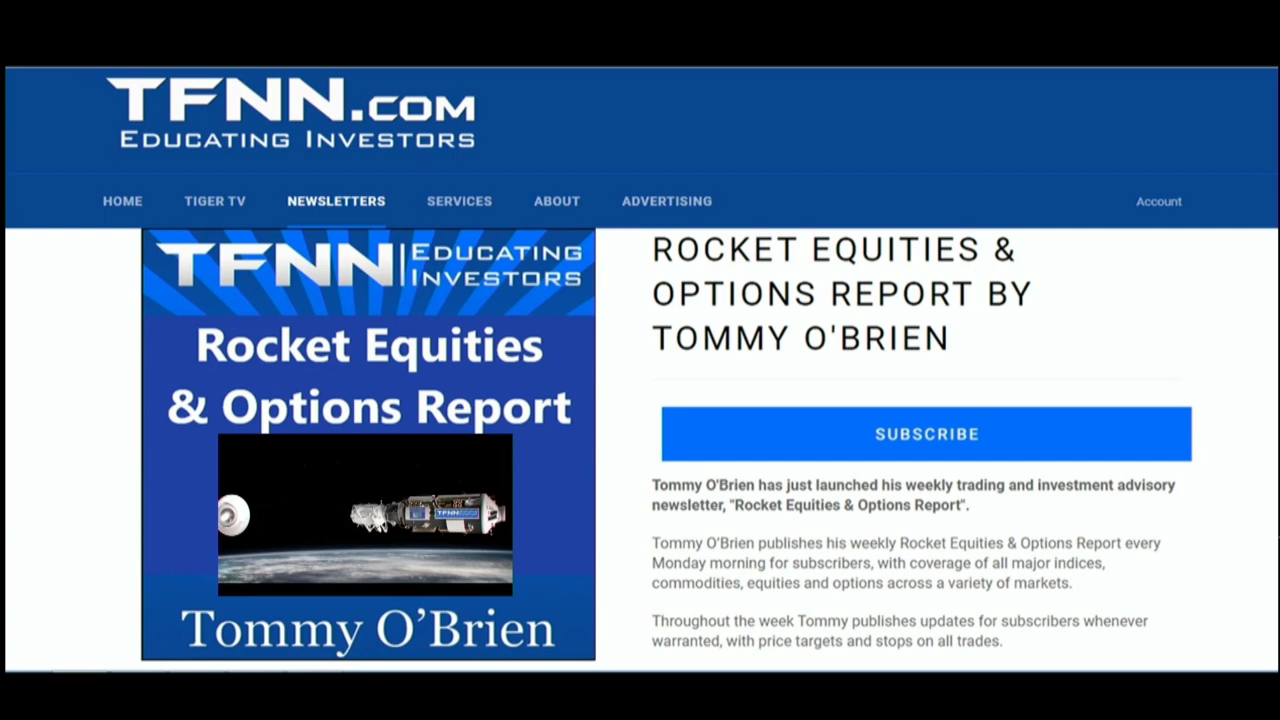 TFNN.COM
EDUCATING INVESTORS
HOME TIGER TV NEWSLETTERS SERVICES ABOUT ADVERTISING Account
TFNN EDUCATING
INVESTORS
Rocket Equities
& Options Report
TFNN
Tommy O’Brien
ROCKET EQUITIES &
OPTIONS REPORT BY
TOMMY O'BRIEN
SUBSCRIBE
Tommy O'Brien has just launched his weekly trading and investment advisory
newsletter, "Rocket Equities & Options Report".
Tommy O’Brien publishes his weekly Rocket Equities & Options Report every
Monday morning for subscribers, with coverage of all major indices,
commodities, equities and options across a variety of markets.
Throughout the week Tommy publishes updates for subscribers whenever
warranted, with price targets and stops on all trades.